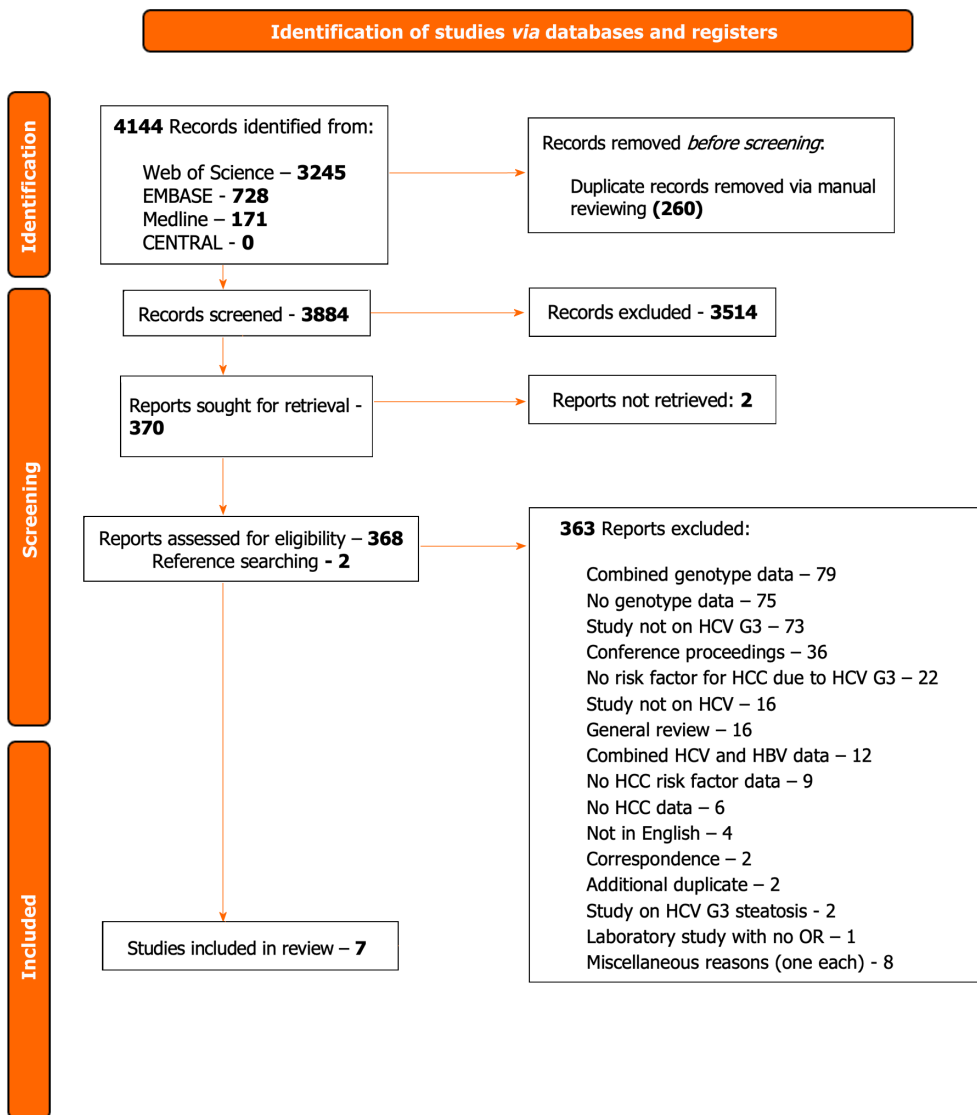 Identification of studies via databases and registers
Identification
4144 Records identified from:
Web of Science – 3245
EMBASE - 728
Medline – 171
CENTRAL - 0
Records removed before screening:
Duplicate records removed via manual
reviewing (260)
Screening
Records screened - 3884
Records excluded - 3514
Reports sought for retrieval -
370
Reports not retrieved: 2
Reports assessed for eligibility – 368
Reference searching - 2
363 Reports excluded:
Combined genotype data – 79
No genotype data – 75
Study not on HCV G3 – 73
Conference proceedings – 36
No risk factor for HCC due to HCV G3 – 22
Study not on HCV – 16
General review – 16
Combined HCV and HBV data – 12
No HCC risk factor data – 9
No HCC data – 6
Not in English – 4
Correspondence – 2
Additional duplicate – 2
Study on HCV G3 steatosis - 2
Laboratory study with no OR – 1
Miscellaneous reasons (one each) - 8
Included
Studies included in review – 7